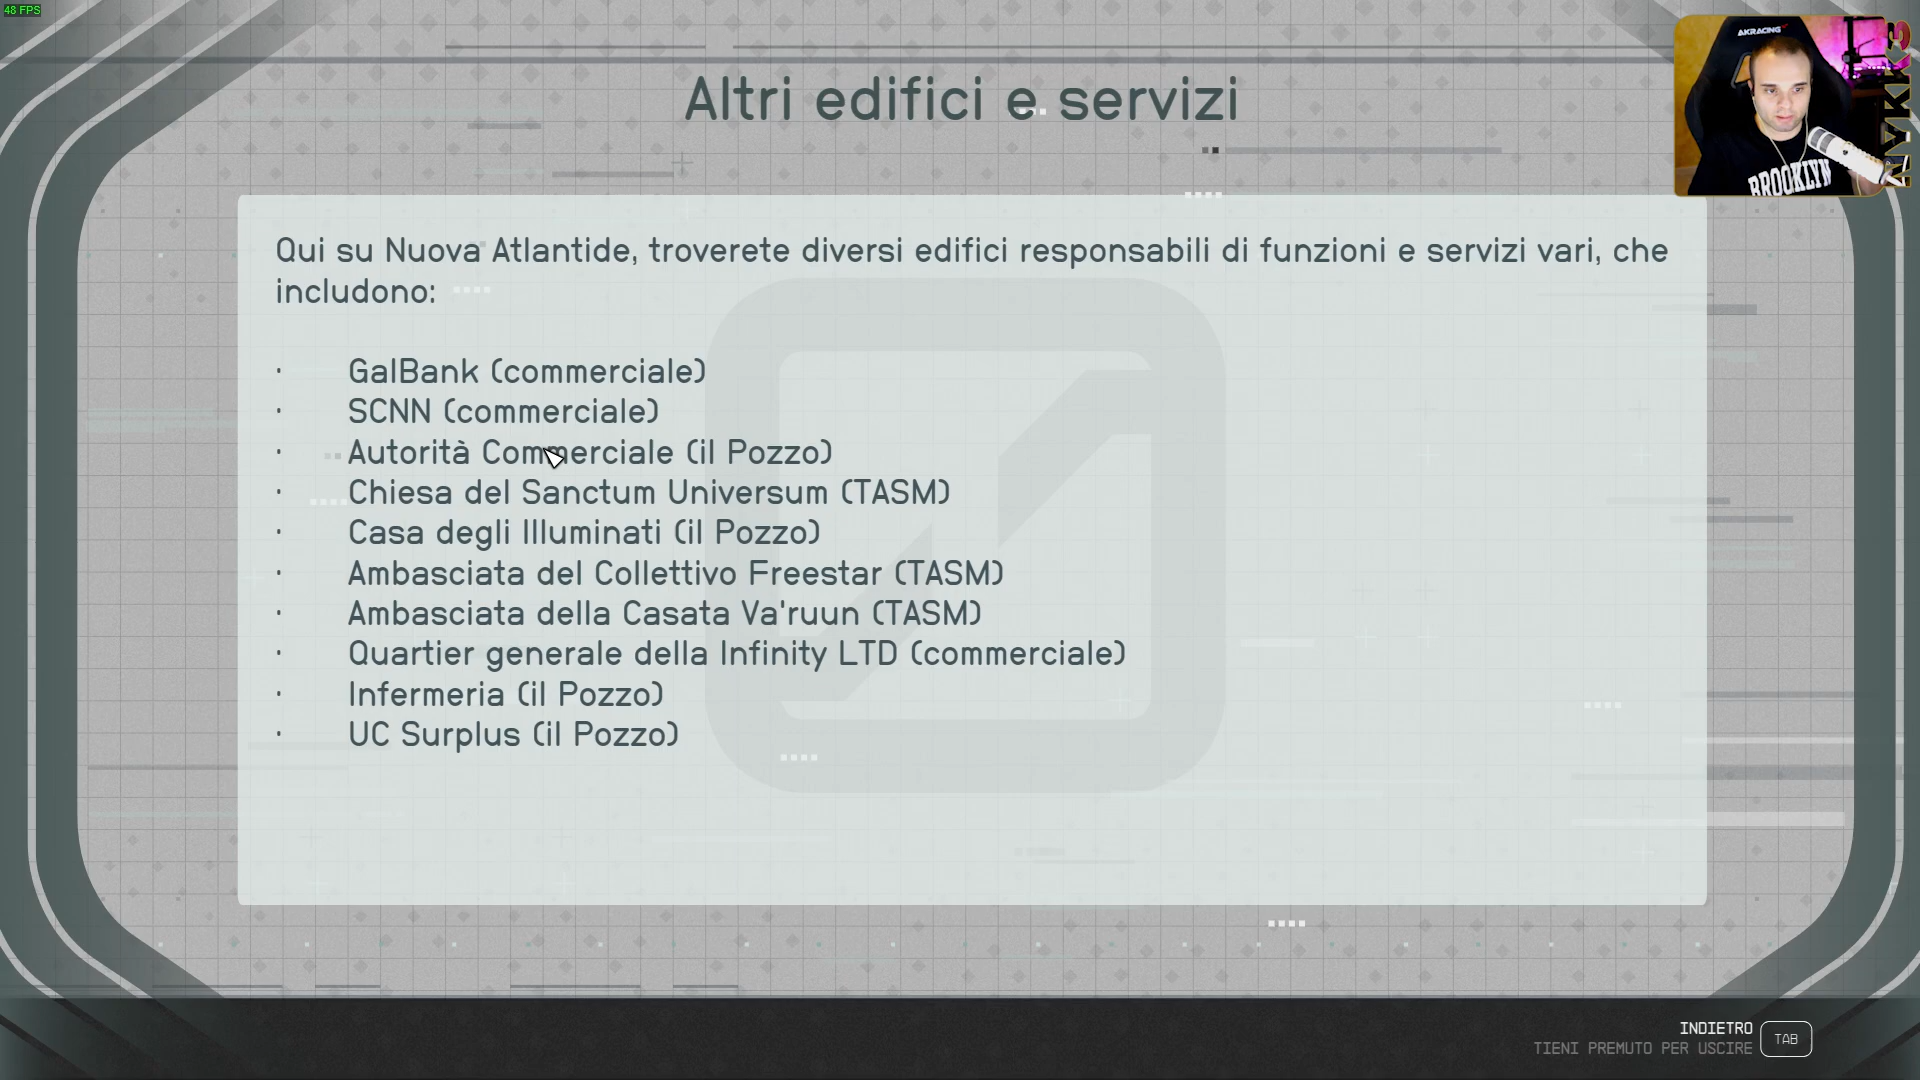 48 FPS
AKRACING
NYKK3
BROOKLYN
Altri edifici e servizi
Qui su Nuova Atlantide, troverete diversi edifici responsabili di funzioni e servizi vari, che
includono:
· GalBank (commerciale)
· SCNN (commerciale)
· Autorità Commerciale (il Pozzo)
· Chiesa del Sanctum Universum (TASM)
· Casa degli Illuminati (il Pozzo)
· Ambasciata del Collettivo Freestar (TASM)
· Ambasciata della Casata Va'ruun (TASM)
· Quartier generale della Infinity LTD (commerciale)
· Infermeria (il Pozzo)
· UC Surplus (il Pozzo)
INDIETRO
TAB
TIENI PREMUTO PER USCIRE